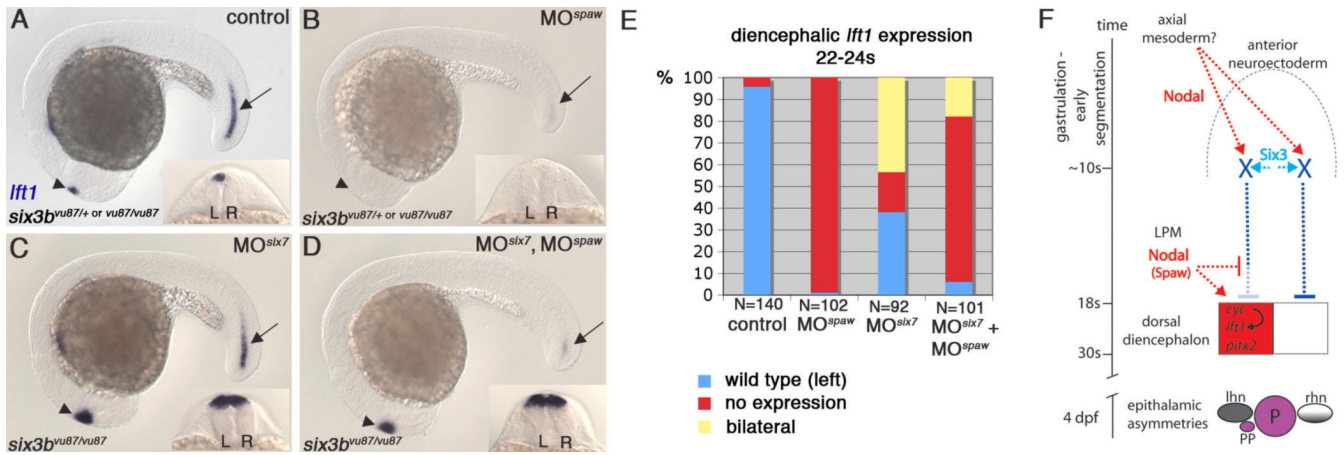 A
control
lft1
six3b vu87/+ or vu87/vu87
L R
B
MO spaw
six3b vu87/+ or vu87/vu87
L R
C
MO six7
six3b vu87/vu87
L R
D
MO six7, MO spaw
six3b vu87/vu87
L R
E
diencephalic lft1 expression
22-24s
%
100
90
80
70
60
50
40
30
20
10
0
N=140
control
N=102
MO spaw
N=92
MO six7
N=101
MO six7 +
MO spaw
wild type (left)
no expression
bilateral
F
time
axial
mesoderm?
anterior
neuroectoderm
gastrulation -
early
segmentation
Nodal
Six3
X
X
~10s
LPM
Nodal
(Spaw)
18s
dorsal
diencephalon
cyc
lft1
pitx2
30s
4 dpf
epithalamic
asymmetries
lhn
P
PP
rhn